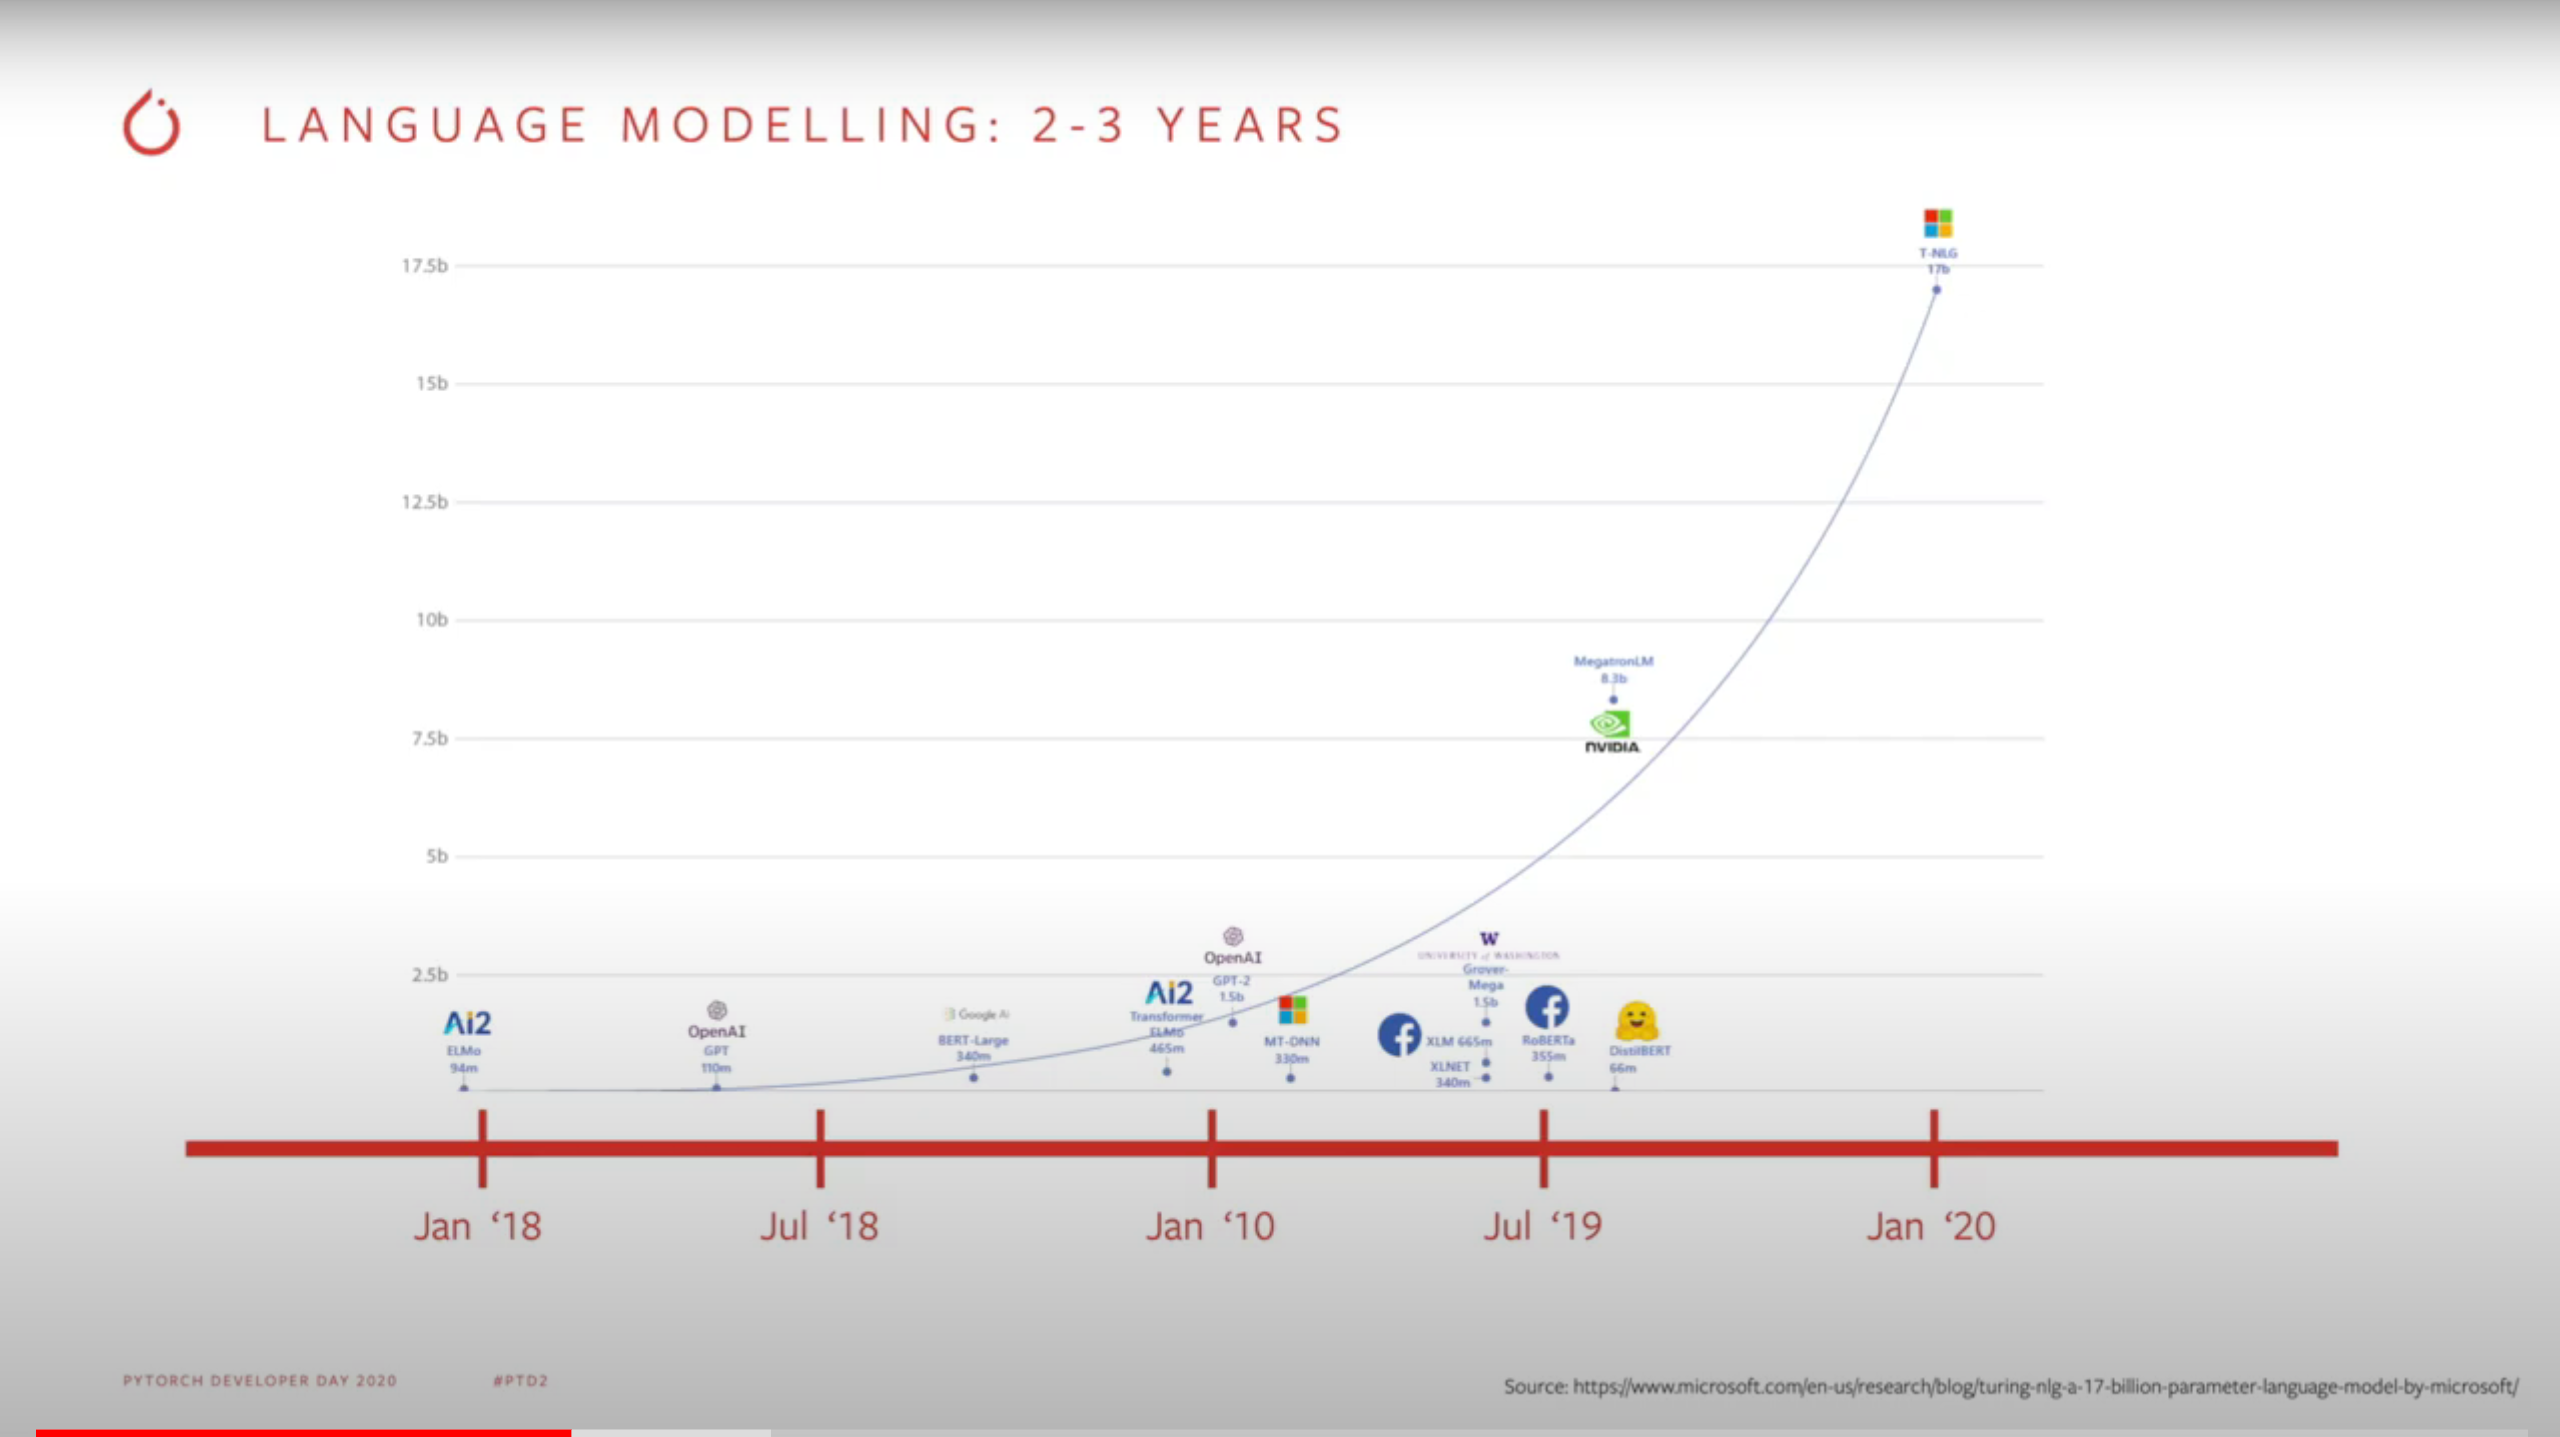 LANGUAGE MODELLING: 2-3 YEARS
17.5b
15b
12.5b
10b
7.5b
5b
2.5b
T-NLG
17b
MegatronLM
8.3b
NVIDIA
Ai2
ELMo
94m
OpenAI
GPT
110m
Google Ai
BERT-Large
340m
Ai2
Transformer
ELMo
465m
OpenAI
GPT-2
1.5b
MT-DNN
330m
W
UNIVERSITY of WASHINGTON
Grover-
Mega
1.5b
XLM 665m
XLNET
340m
RoBERTa
355m
DistilBERT
66m
Jan ‘18
Jul ‘18
Jan ‘10
Jul ‘19
Jan ‘20
PYTORCH DEVELOPER DAY 2020
#PTD2
Source: https://www.microsoft.com/en-us/research/blog/turing-nlg-a-17-billion-parameter-language-model-by-microsoft/